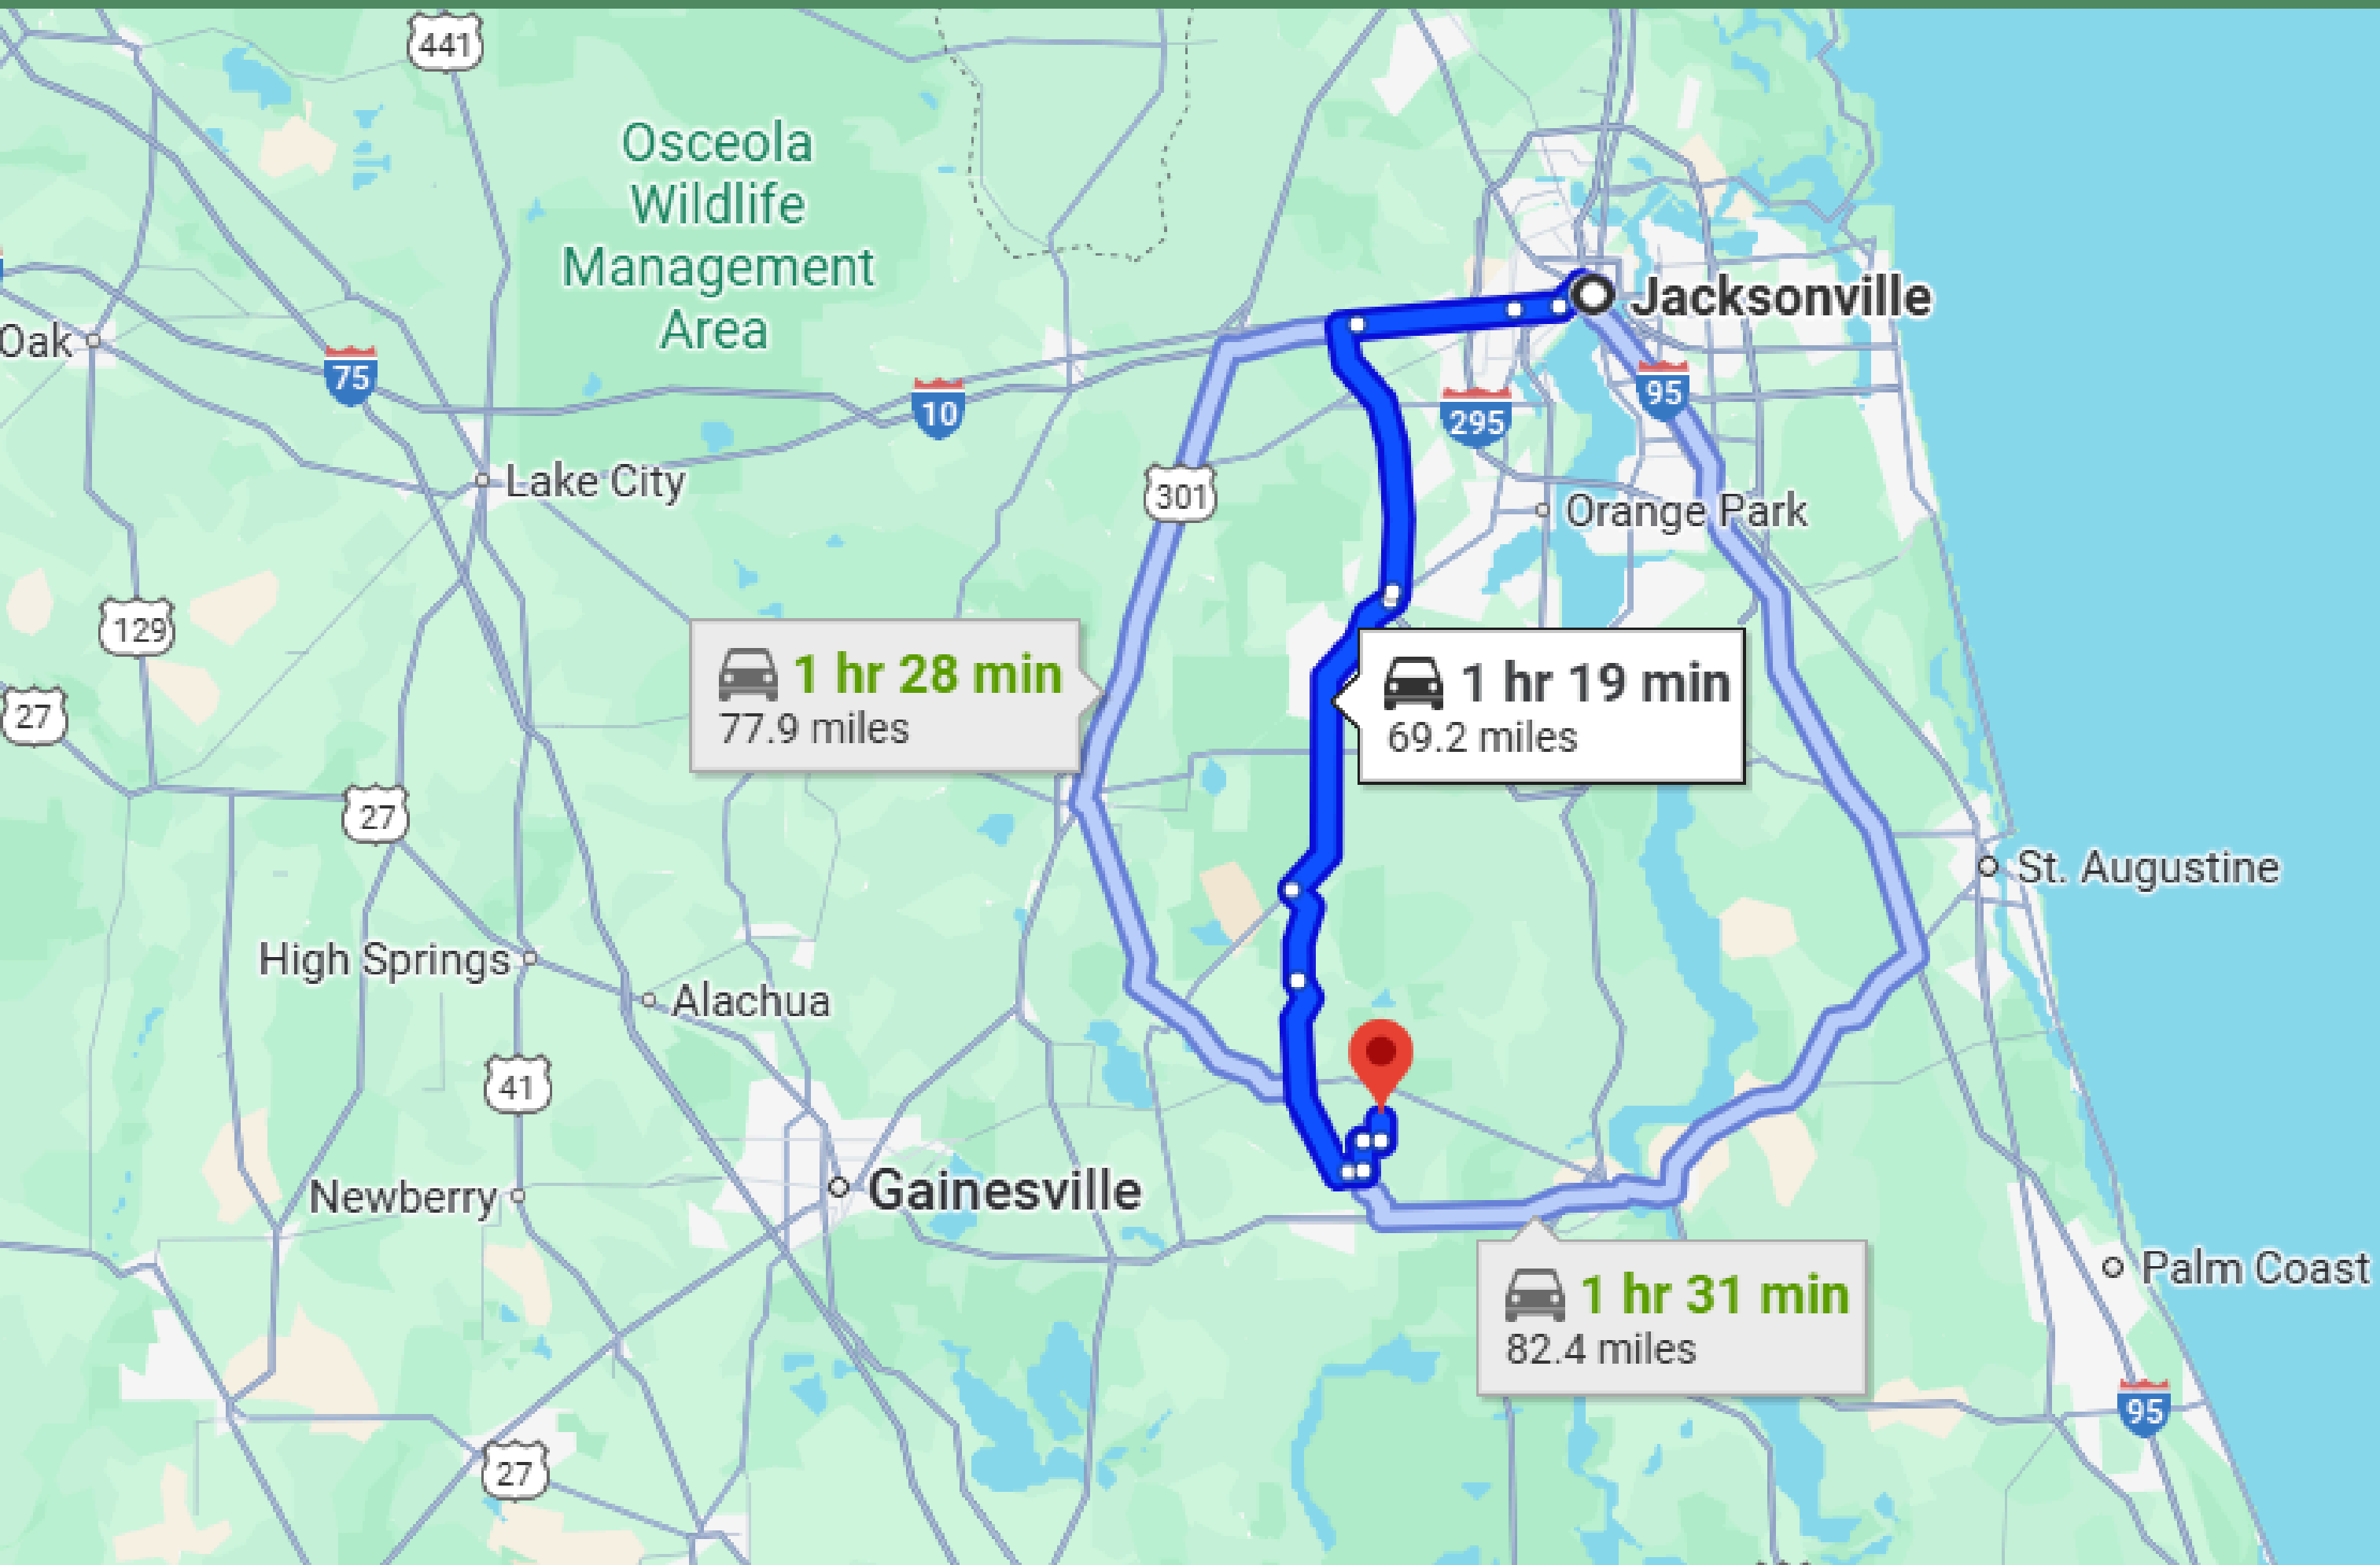 441
Osceola
Wildlife
Management
Area
Jacksonville
Oak
75
95
10
295
Lake City
301
Orange Park
129
1 hr 28 min
77.9 miles
1 hr 19 min
69.2 miles
27
27
St. Augustine
High Springs
Alachua
41
Gainesville
Newberry
Palm Coast
1 hr 31 min
82.4 miles
95
27